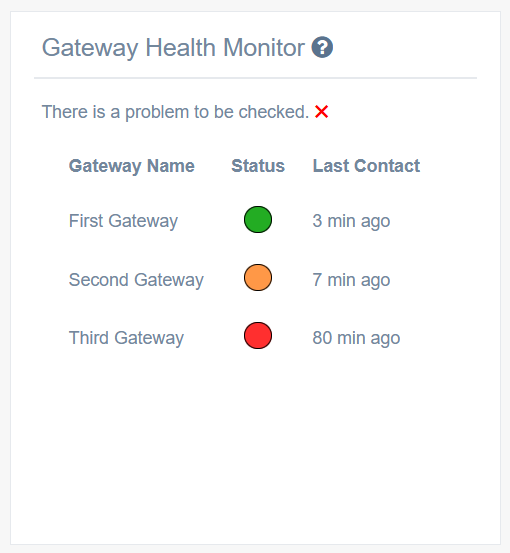 Gateway Health Monitor ?
There is a problem to be checked. ✕
Gateway Name Status Last Contact
First Gateway 3 min ago
Second Gateway 7 min ago
Third Gateway 80 min ago